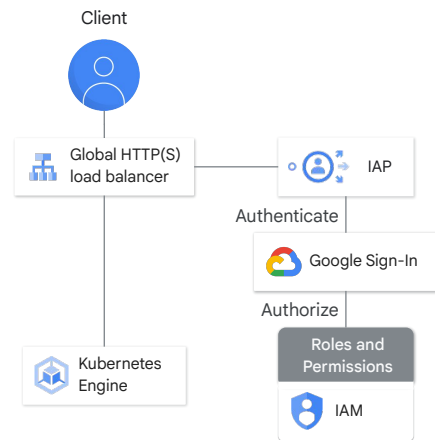 Client
Global HTTP(S)
load balancer
IAP
Authenticate
Google Sign-In
Authorize
Roles and
Permissions
Kubernetes
Engine
IAM